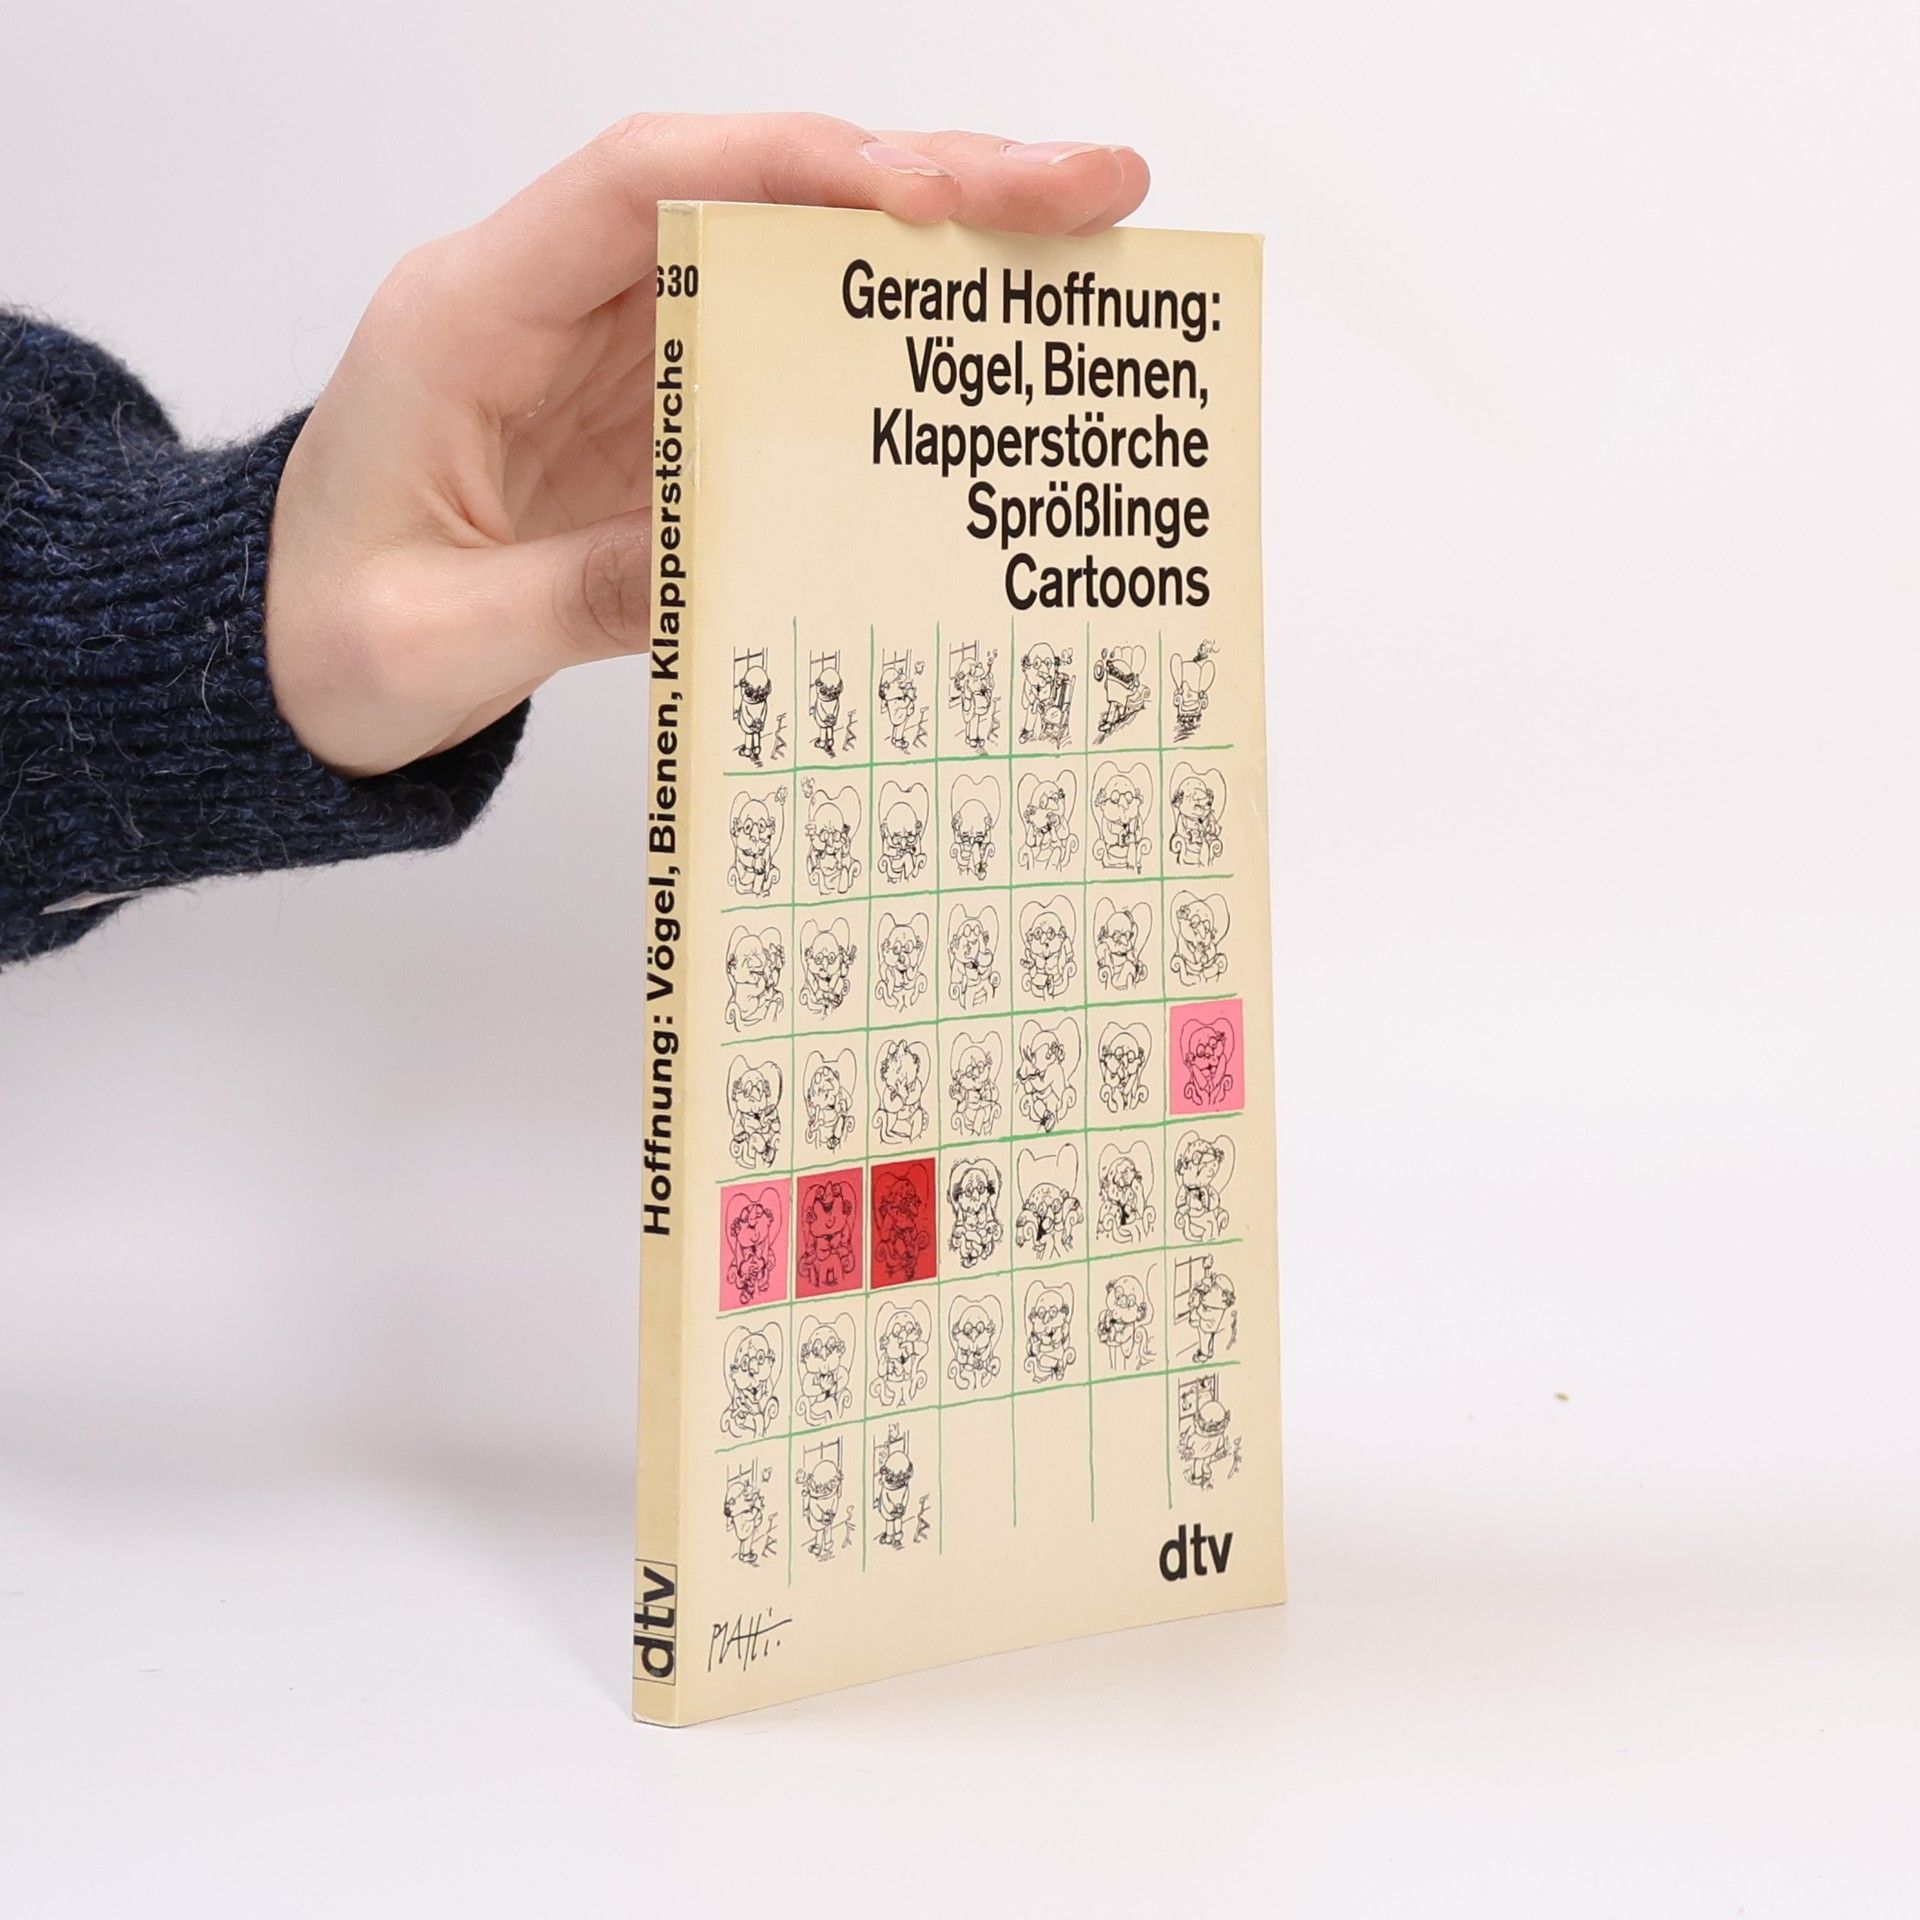 Gerard Hoffnung:
Vögel, Bienen,
Klapperstörche
Sprößlinge
Cartoons
dtv
630
Hoffnung: Vögel, Bienen, Klapperstörche
dtv